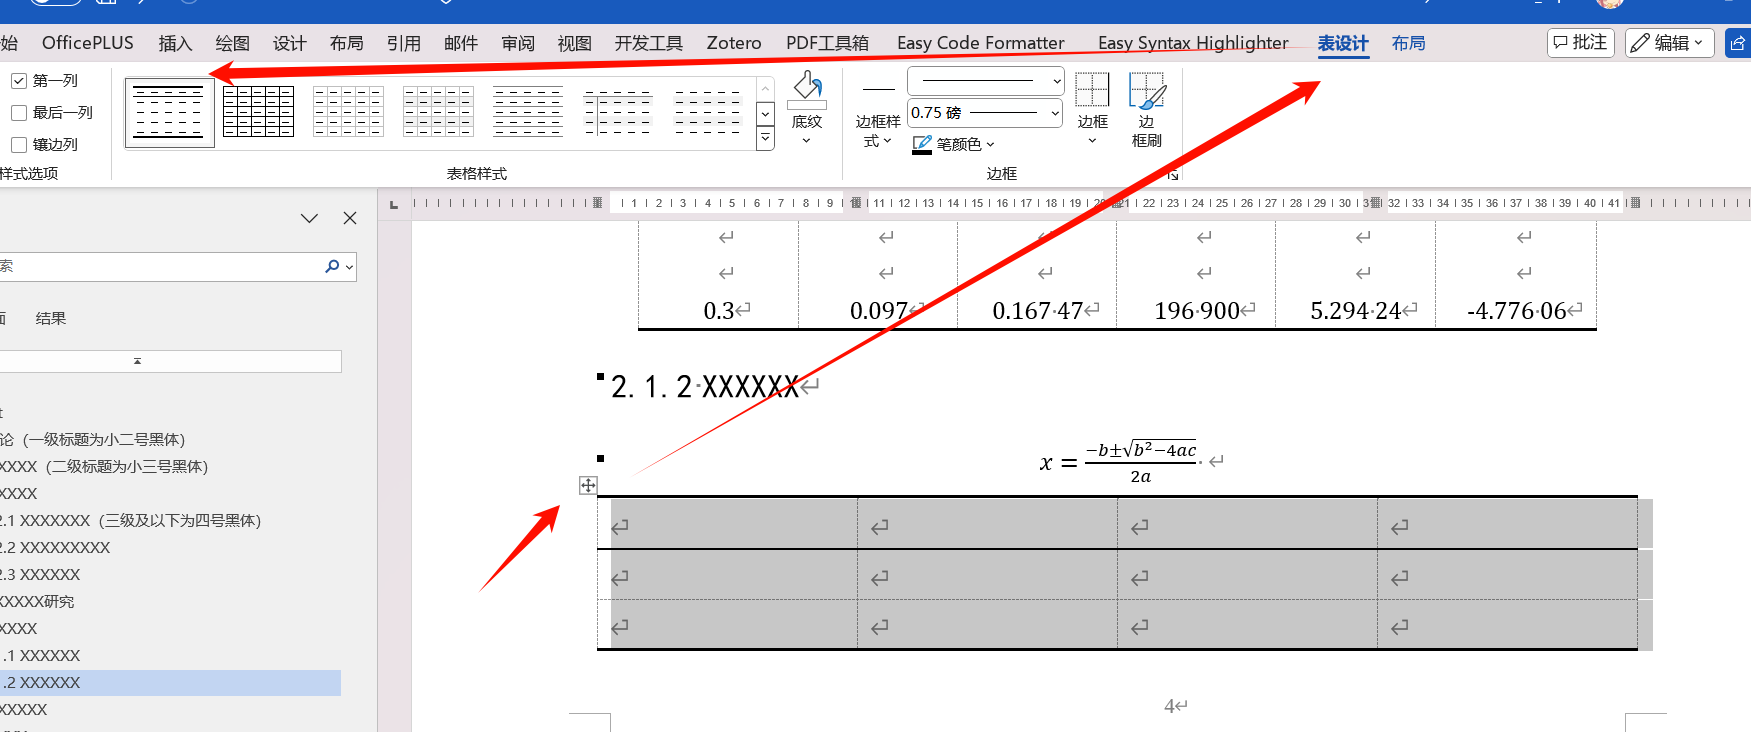 始 OfficePLUS 插入 绘图 设计 布局 引用 邮件 审阅 视图 开发工具 Zotero PDF工具箱 Easy Code Formatter Easy Syntax Highlighter 表设计 布局 批注 编辑
第一列
最后一列
镶边列
样式选项
表格样式
底纹
边框样式
0.75 磅
笔颜色
边框
边框刷
边框
1 2 3 4 5 6 7 8 9 11 12 13 14 15 16 17 18 19 20 21 22 23 24 25 26 27 28 29 30 31 32 33 34 35 36 37 38 39 40 41
索
面 结果
t
论（一级标题为小二号黑体）
XXXX（二级标题为小三号黑体）
XXXX
2.1 XXXXXXX（三级及以下为四号黑体）
2.2 XXXXXXXXX
2.3 XXXXXX
XXXXX研究
XXXX
.1 XXXXXX
.2 XXXXXX
XXXXX
0.3 0.097 0.167 47 196 900 5.294 24 -4.776 06
2.1.2 XXXXXX
x = (−b±√(b²−4ac))/2a
4